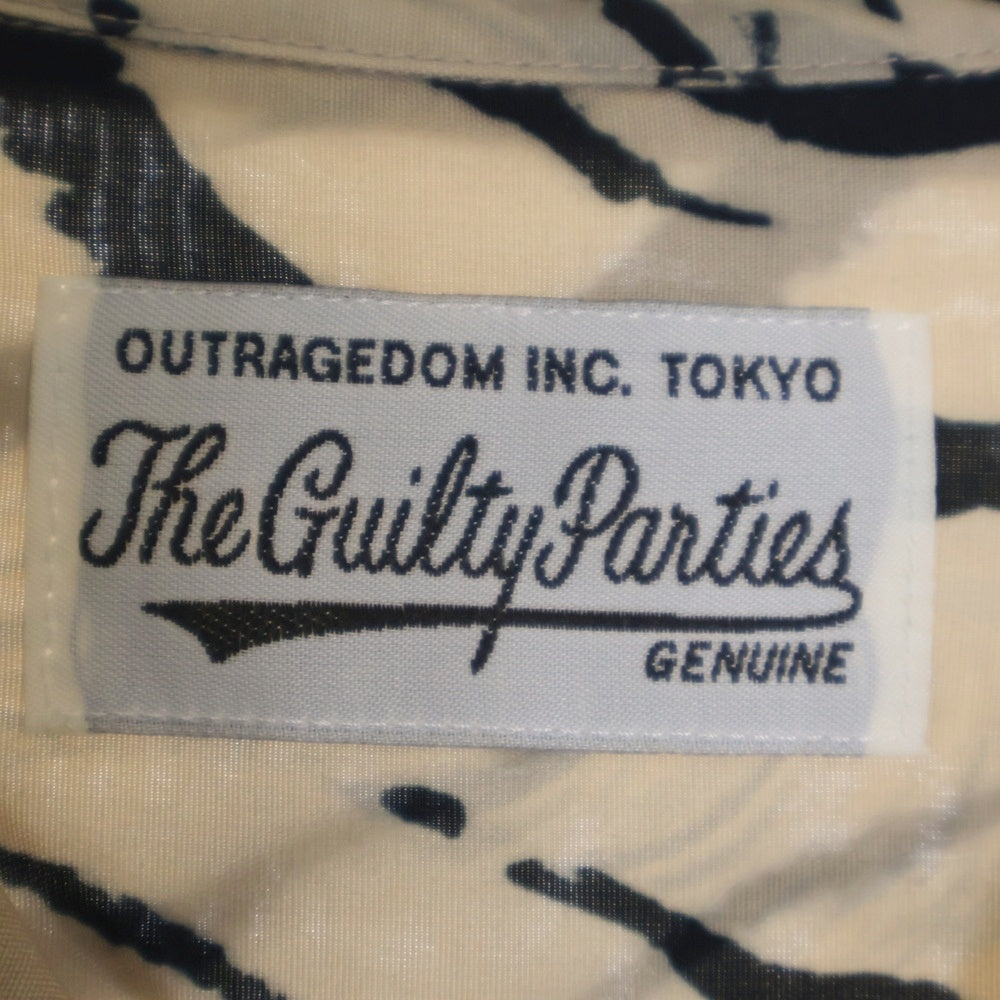 OUTRAGEDOM INC. TOKYO
The Guilty Parties
GENUINE